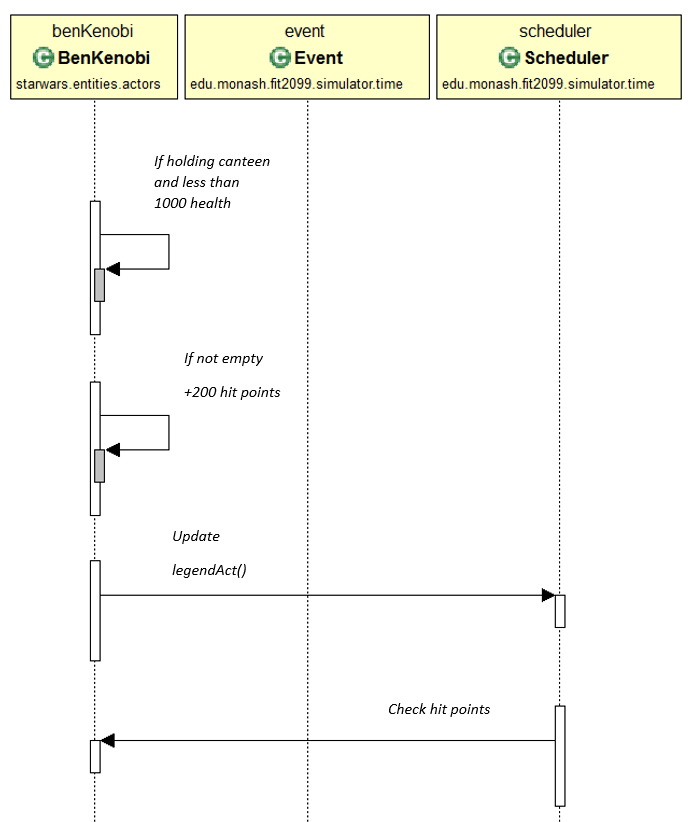 benKenobi
C BenKenobi
starwars.entities.actors
event
C Event
edu.monash.fit2099.simulator.time
scheduler
C Scheduler
edu.monash.fit2099.simulator.time
If holding canteen
and less than
1000 health
If not empty
+200 hit points
Update
legendAct()
Check hit points